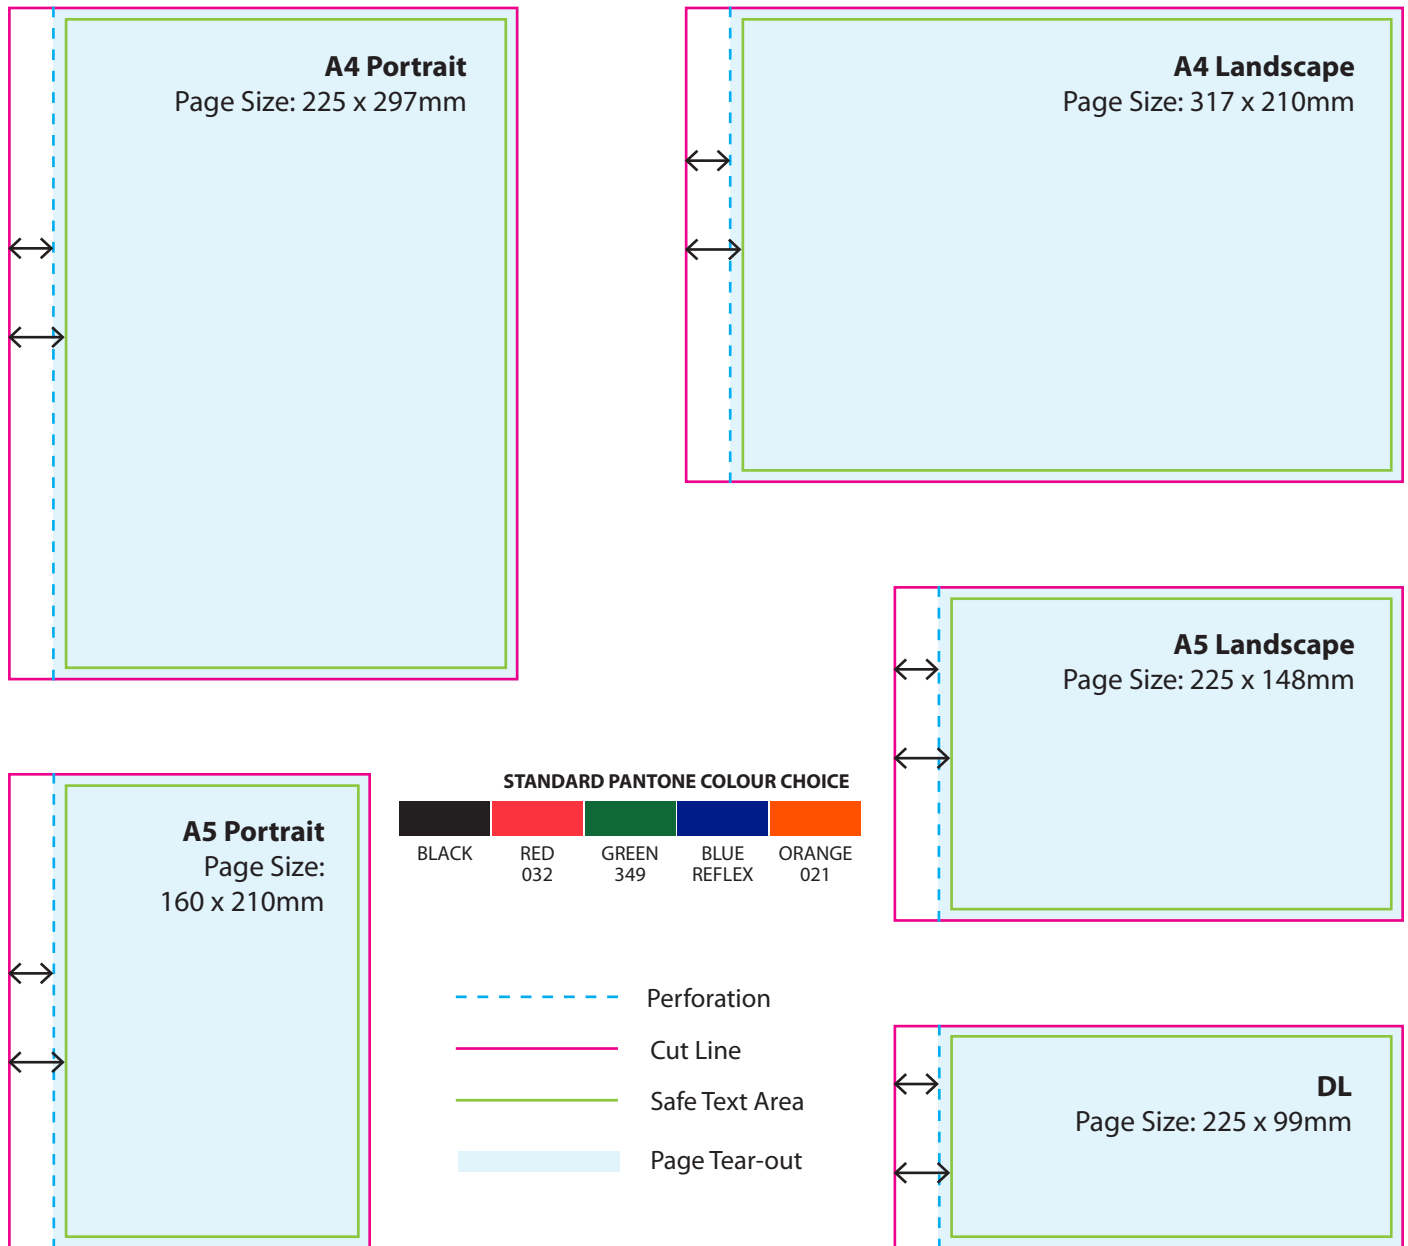 A4 Portrait
Page Size: 225 x 297mm
A4 Landscape
Page Size: 317 x 210mm
A5 Landscape
Page Size: 225 x 148mm
A5 Portrait
Page Size:
160 x 210mm
STANDARD PANTONE COLOUR CHOICE
BLACK
RED
032
GREEN
349
BLUE
REFLEX
ORANGE
021
Perforation
Cut Line
Safe Text Area
Page Tear-out
DL
Page Size: 225 x 99mm